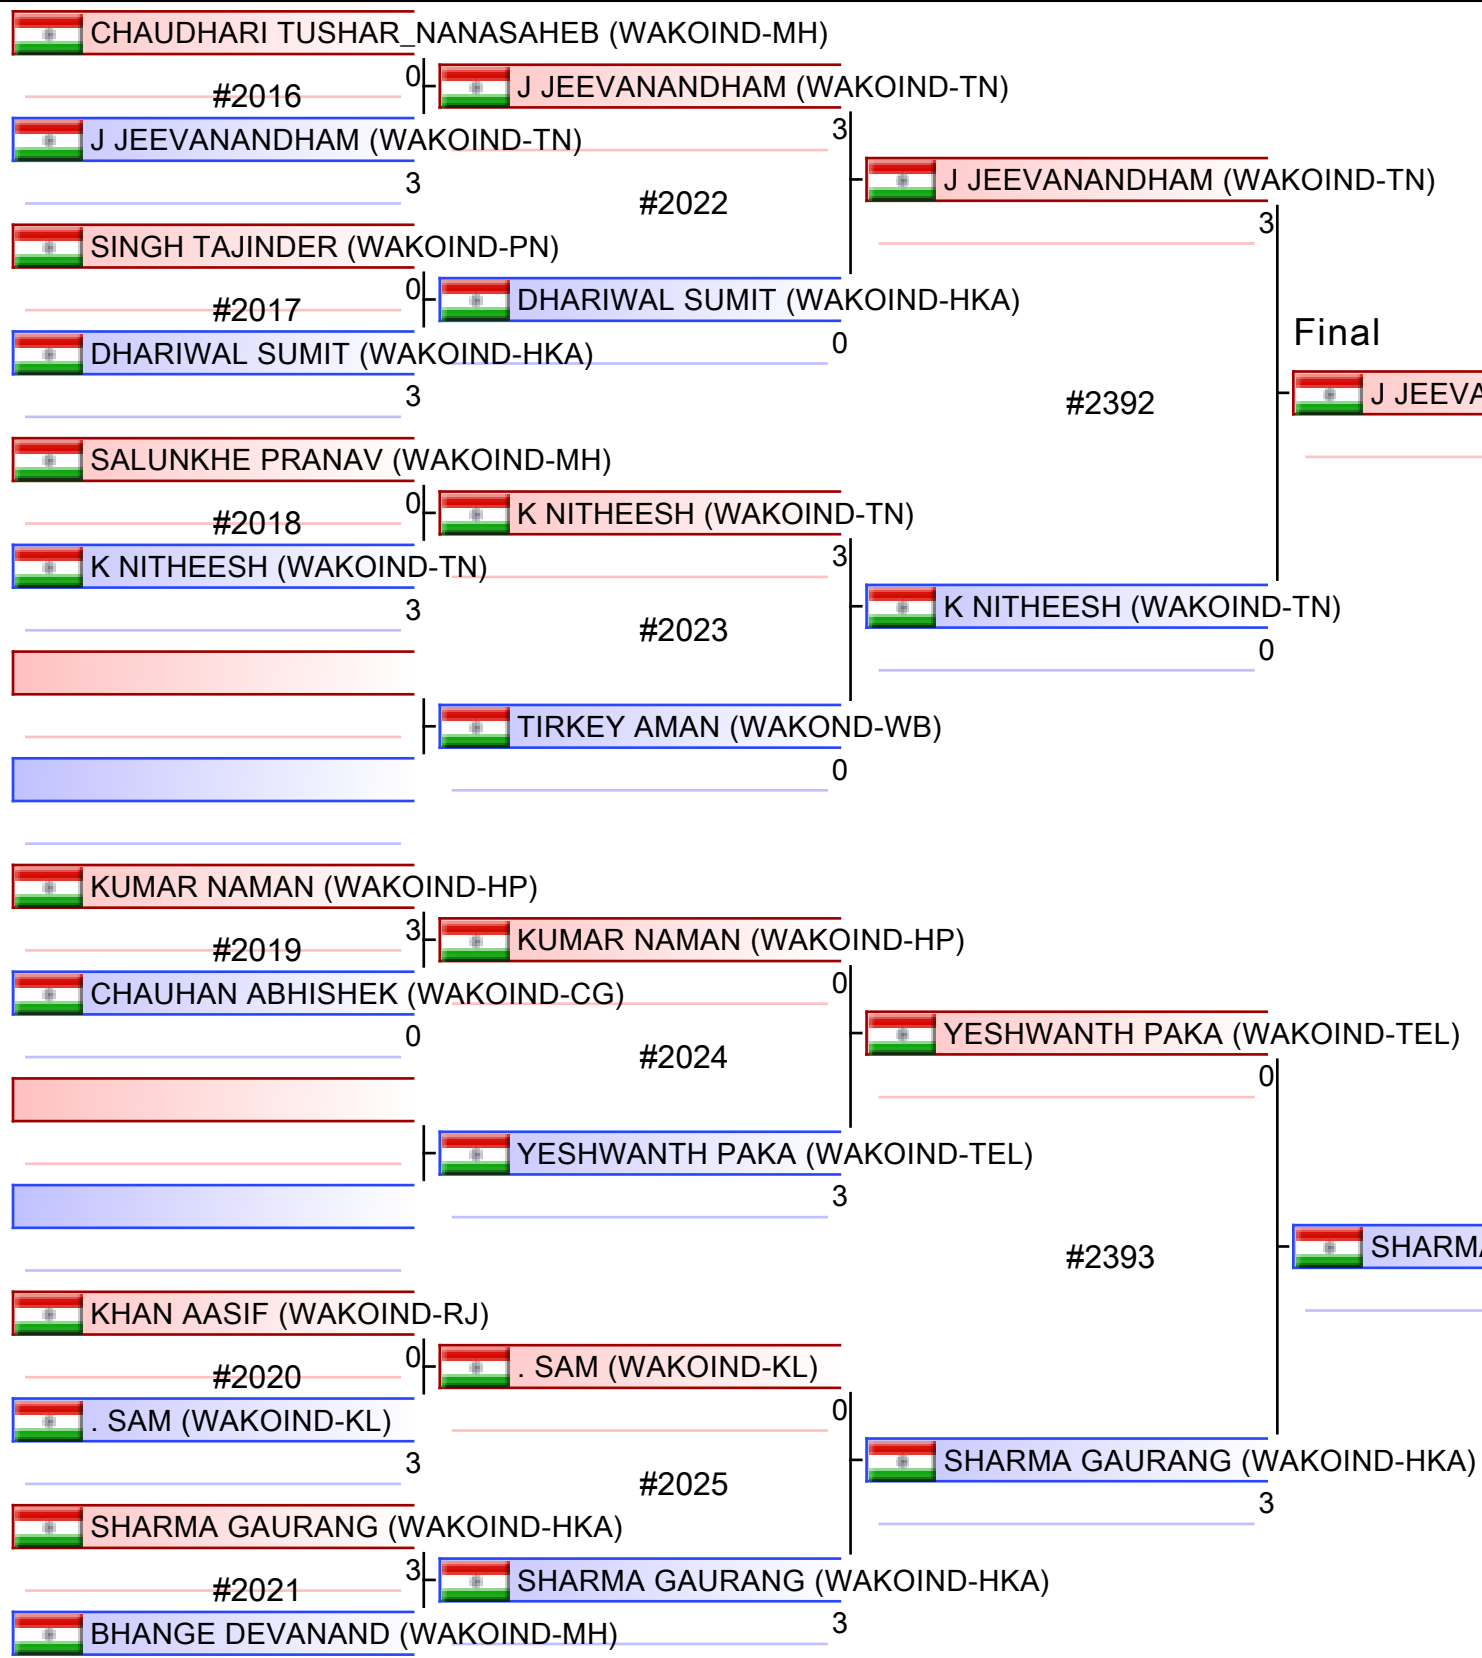 CHAUDHARI TUSHAR_NANASAHEB (WAKOIND-MH)
0
#2016
J JEEVANANDHAM (WAKOIND-TN)
3
SINGH TAJINDER (WAKOIND-PN)
0
#2017
DHARIWAL SUMIT (WAKOIND-HKA)
3
SALUNKHE PRANAV (WAKOIND-MH)
0
#2018
K NITHEESH (WAKOIND-TN)
3
KUMAR NAMAN (WAKOIND-HP)
3
#2019
CHAUHAN ABHISHEK (WAKOIND-CG)
0
KHAN AASIF (WAKOIND-RJ)
0
#2020
. SAM (WAKOIND-KL)
3
SHARMA GAURANG (WAKOIND-HKA)
3
#2021
BHANGE DEVANAND (WAKOIND-MH)
J JEEVANANDHAM (WAKOIND-TN)
3
#2022
DHARIWAL SUMIT (WAKOIND-HKA)
0
K NITHEESH (WAKOIND-TN)
3
#2023
TIRKEY AMAN (WAKOND-WB)
0
KUMAR NAMAN (WAKOIND-HP)
0
#2024
YESHWANTH PAKA (WAKOIND-TEL)
3
. SAM (WAKOIND-KL)
0
#2025
SHARMA GAURANG (WAKOIND-HKA)
3
J JEEVANANDHAM (WAKOIND-TN)
3
#2392
K NITHEESH (WAKOIND-TN)
0
YESHWANTH PAKA (WAKOIND-TEL)
0
#2393
SHARMA GAURANG (WAKOIND-HKA)
3
Final
J JEEVA
SHARMA